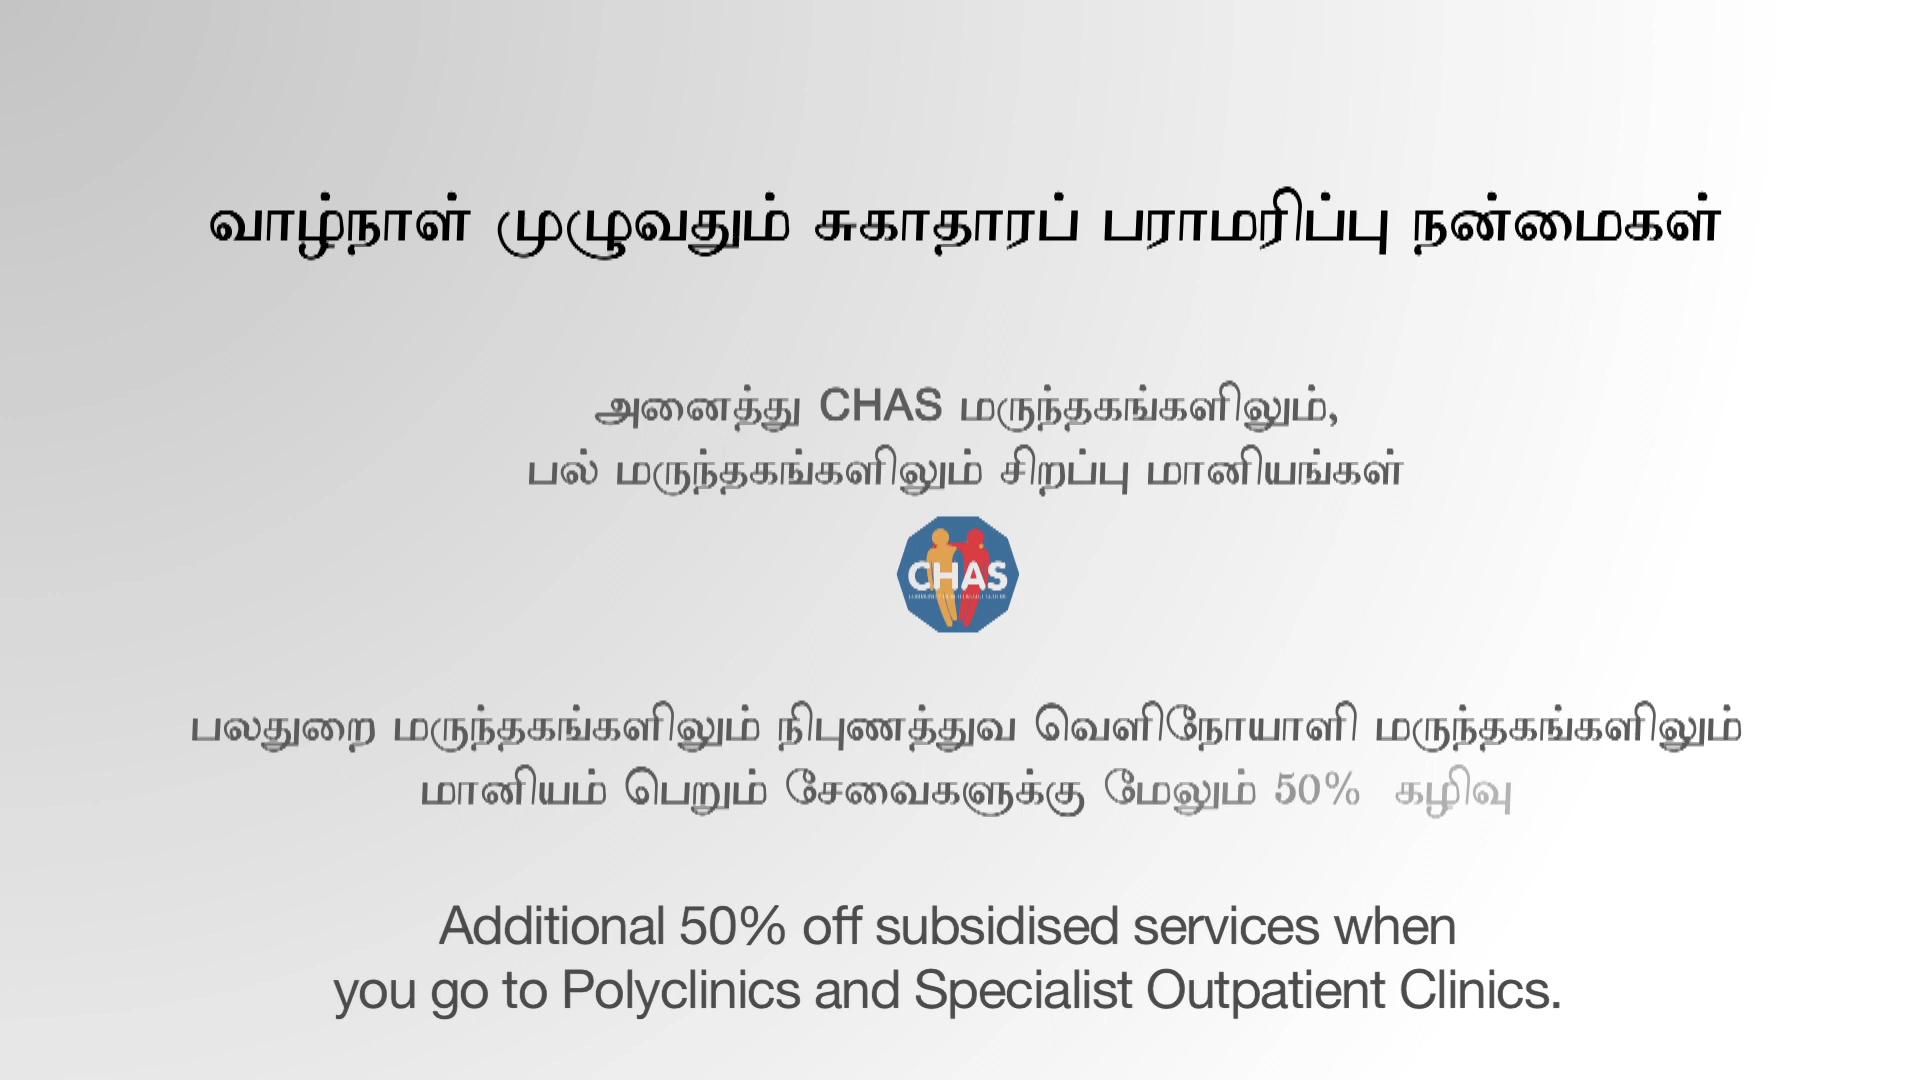 வாழ்நாள் முழுவதும் சுகாதாரப் பராமரிப்பு நன்மைகள்
அனைத்து CHAS மருந்தகங்களிலும்,
பல் மருந்தகங்களிலும் சிறப்பு மானியங்கள்
CHAS
பலதுறை மருந்தகங்களிலும் நிபுணத்துவ வெளிநோயாளி மருந்தகங்களிலும்
மானியம் பெறும் சேவைகளுக்கு மேலும் 50% கழிவு
Additional 50% off subsidised services when
you go to Polyclinics and Specialist Outpatient Clinics.